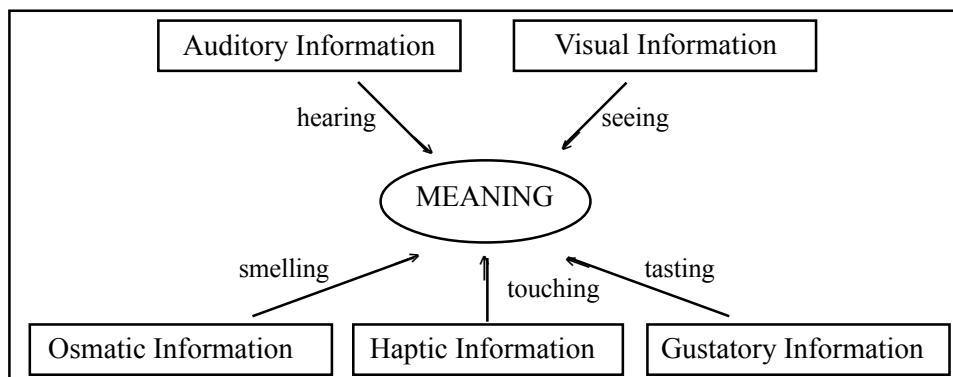 Auditory Information
Visual Information
hearing
seeing
MEANING
smelling
touching
tasting
Osmatic Information
Haptic Information
Gustatory Information